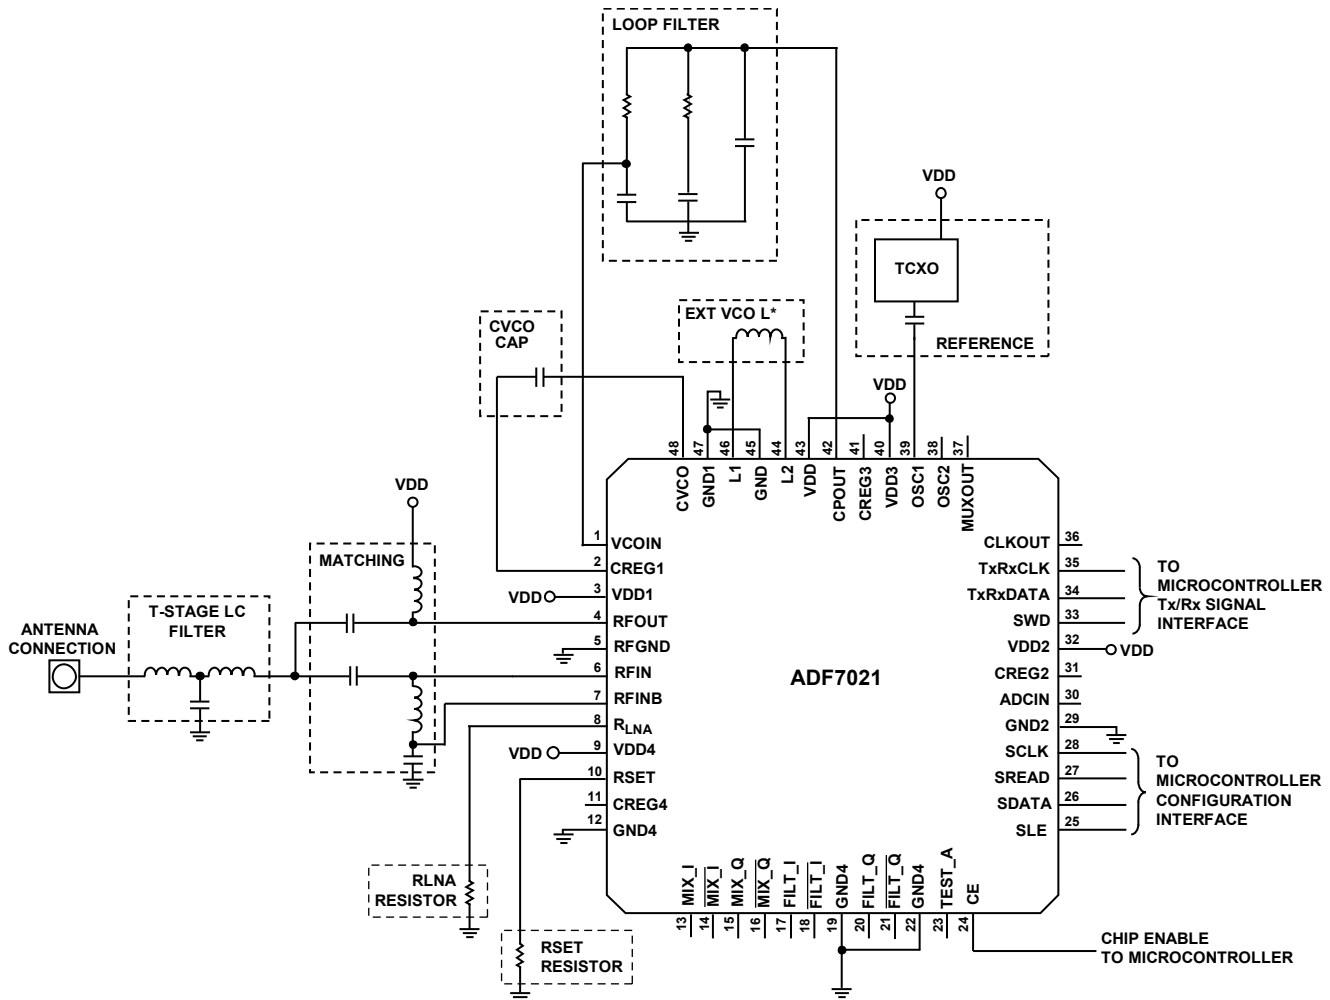 LOOP FILTER
VDD
TCXO
REFERENCE
CVCO
CAP
EXT VCO L*
VDD
48
47
46
45
44
43
42
41
40
39
38
37
CVCO
GND1
L1
GND
L2
VDD
CPOUT
CREG3
VDD3
OSC1
OSC2
MUXOUT
VDD
MATCHING
T-STAGE LC
FILTER
ANTENNA
CONNECTION
1 VCOIN
2 CREG1
VDD 3 VDD1
4 RFOUT
5 RFGND
6 RFIN
7 RFINB
8 RLNA
VDD 9 VDD4
10 RSET
11 CREG4
12 GND4
ADF7021
CLKOUT 36
TxRxCLK 35
TxRxDATA 34
SWD 33
VDD2 32 VDD
CREG2 31
ADCIN 30
GND2 29
SCLK 28
SREAD 27
SDATA 26
SLE 25
TO
MICROCONTROLLER
Tx/Rx SIGNAL
INTERFACE
TO
MICROCONTROLLER
CONFIGURATION
INTERFACE
MIX_I
MIX_I
MIX_Q
MIX_Q
FILT_I
FILT_I
GND4
FILT_Q
FILT_Q
GND4
TEST_A
CE
13
14
15
16
17
18
19
20
21
22
23
24
RLNA
RESISTOR
RSET
RESISTOR
CHIP ENABLE
TO MICROCONTROLLER